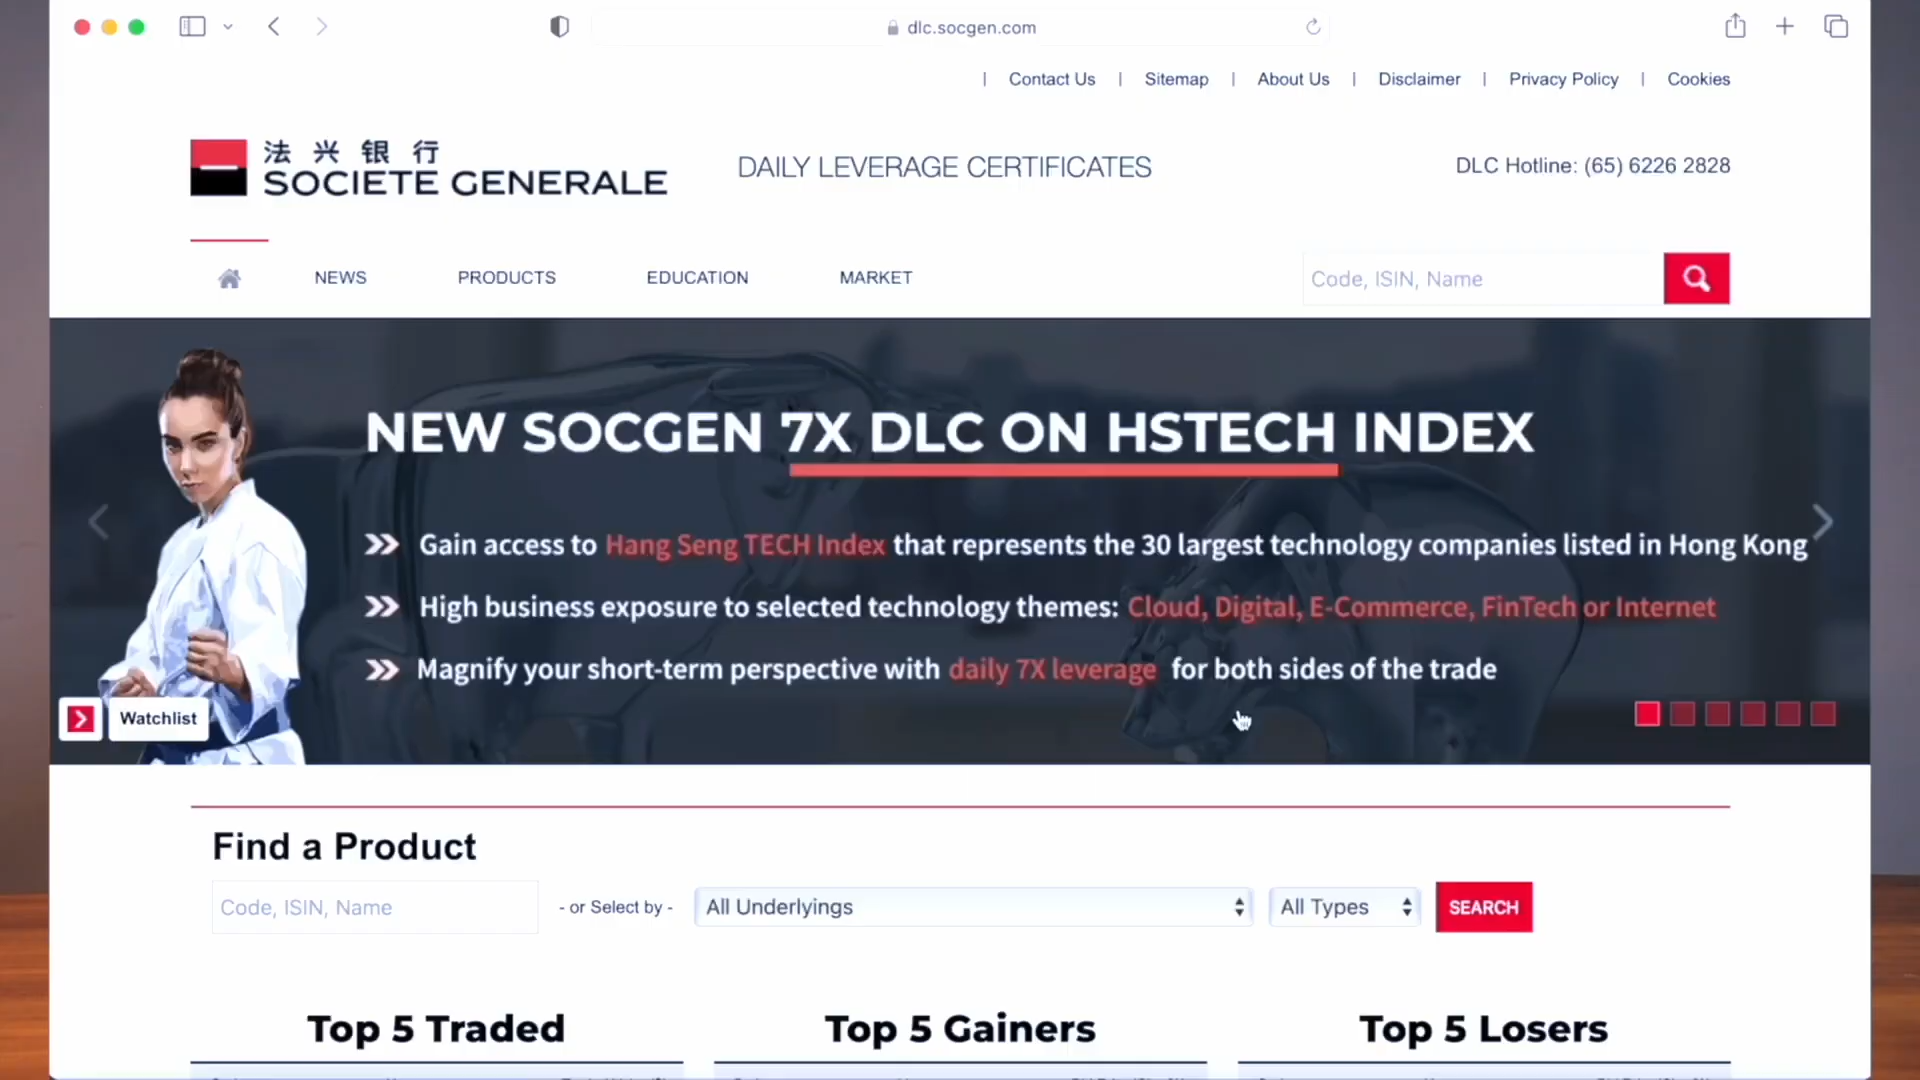 dlc.socgen.com
| Contact Us | Sitemap | About Us | Disclaimer | Privacy Policy | Cookies
法兴银行
SOCIETE GENERALE
DAILY LEVERAGE CERTIFICATES
DLC Hotline: (65) 6226 2828
NEWS PRODUCTS EDUCATION MARKET
Code, ISIN, Name
NEW SOCGEN 7X DLC ON HSTECH INDEX
Gain access to Hang Seng TECH Index that represents the 30 largest technology companies listed in Hong Kong
High business exposure to selected technology themes: Cloud, Digital, E-Commerce, FinTech or Internet
Magnify your short-term perspective with daily 7X leverage for both sides of the trade
Watchlist
Find a Product
Code, ISIN, Name - or Select by - All Underlyings All Types SEARCH
Top 5 Traded Top 5 Gainers Top 5 Losers